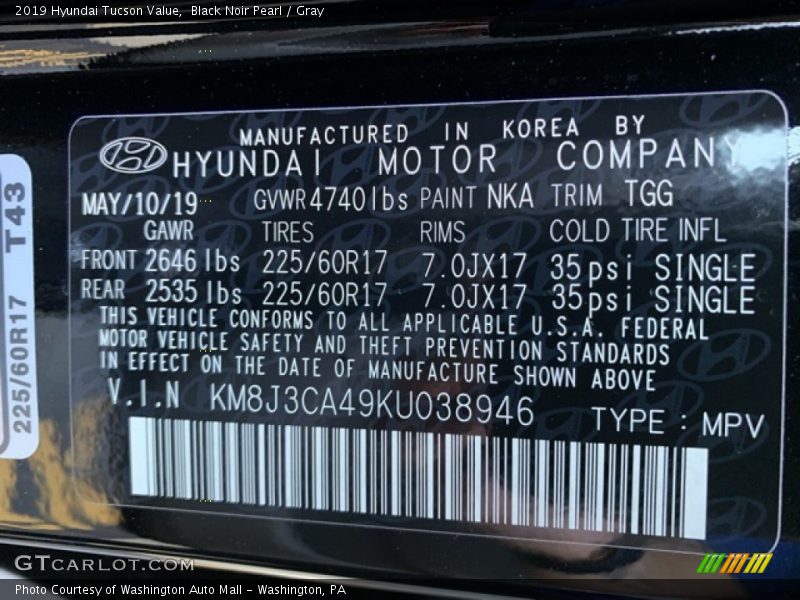 2019 Hyundai Tucson Value, Black Noir Pearl / Gray
MANUFACTURED IN KOREA BY
HYUNDAI MOTOR COMPANY
MAY/10/19 GVWR 4740 lbs PAINT NKA TRIM TGG
GAWR TIRES RIMS COLD TIRE INFL
FRONT 2646 lbs 225/60R17 7.0JX17 35psi SINGLE
REAR 2535 lbs 225/60R17 7.0JX17 35psi SINGLE
THIS VEHICLE CONFORMS TO ALL APPLICABLE U.S.A. FEDERAL
MOTOR VEHICLE SAFETY AND THEFT PREVENTION STANDARDS
IN EFFECT ON THE DATE OF MANUFACTURE SHOWN ABOVE
V.I.N KM8J3CA49KU038946 TYPE : MPV
225/60R17 T43
GTCARLOT.COM
Photo Courtesy of Washington Auto Mall - Washington, PA